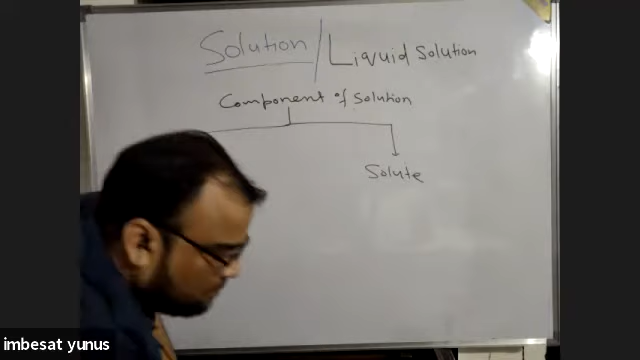 Solution / Liquid Solution
Component of Solution
Solute
imbesat yunus